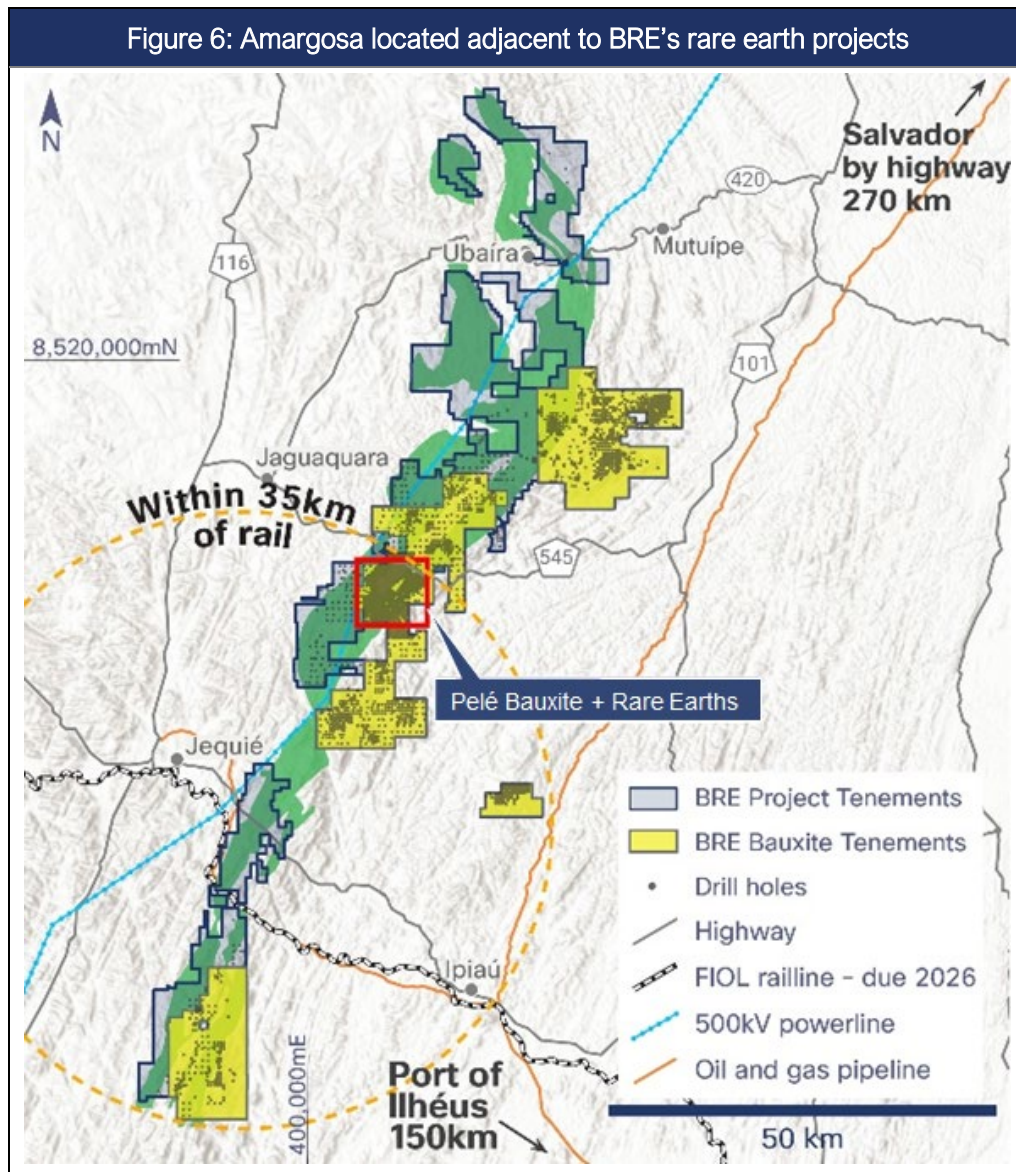 Figure 6: Amargosa located adjacent to BRE's rare earth projects
N
Salvador
by highway
270 km
420
Mutuípe
Ubaíra
116
8,520,000mN
101
Jaguaquara
Within 35km
of rail
545
Pelé Bauxite + Rare Earths
Jequié
BRE Project Tenements
BRE Bauxite Tenements
Drill holes
Highway
FIOL railline - due 2026
500kV powerline
Oil and gas pipeline
50 km
Ipiaú
400,000mE
Port of
Ilhéus
150km